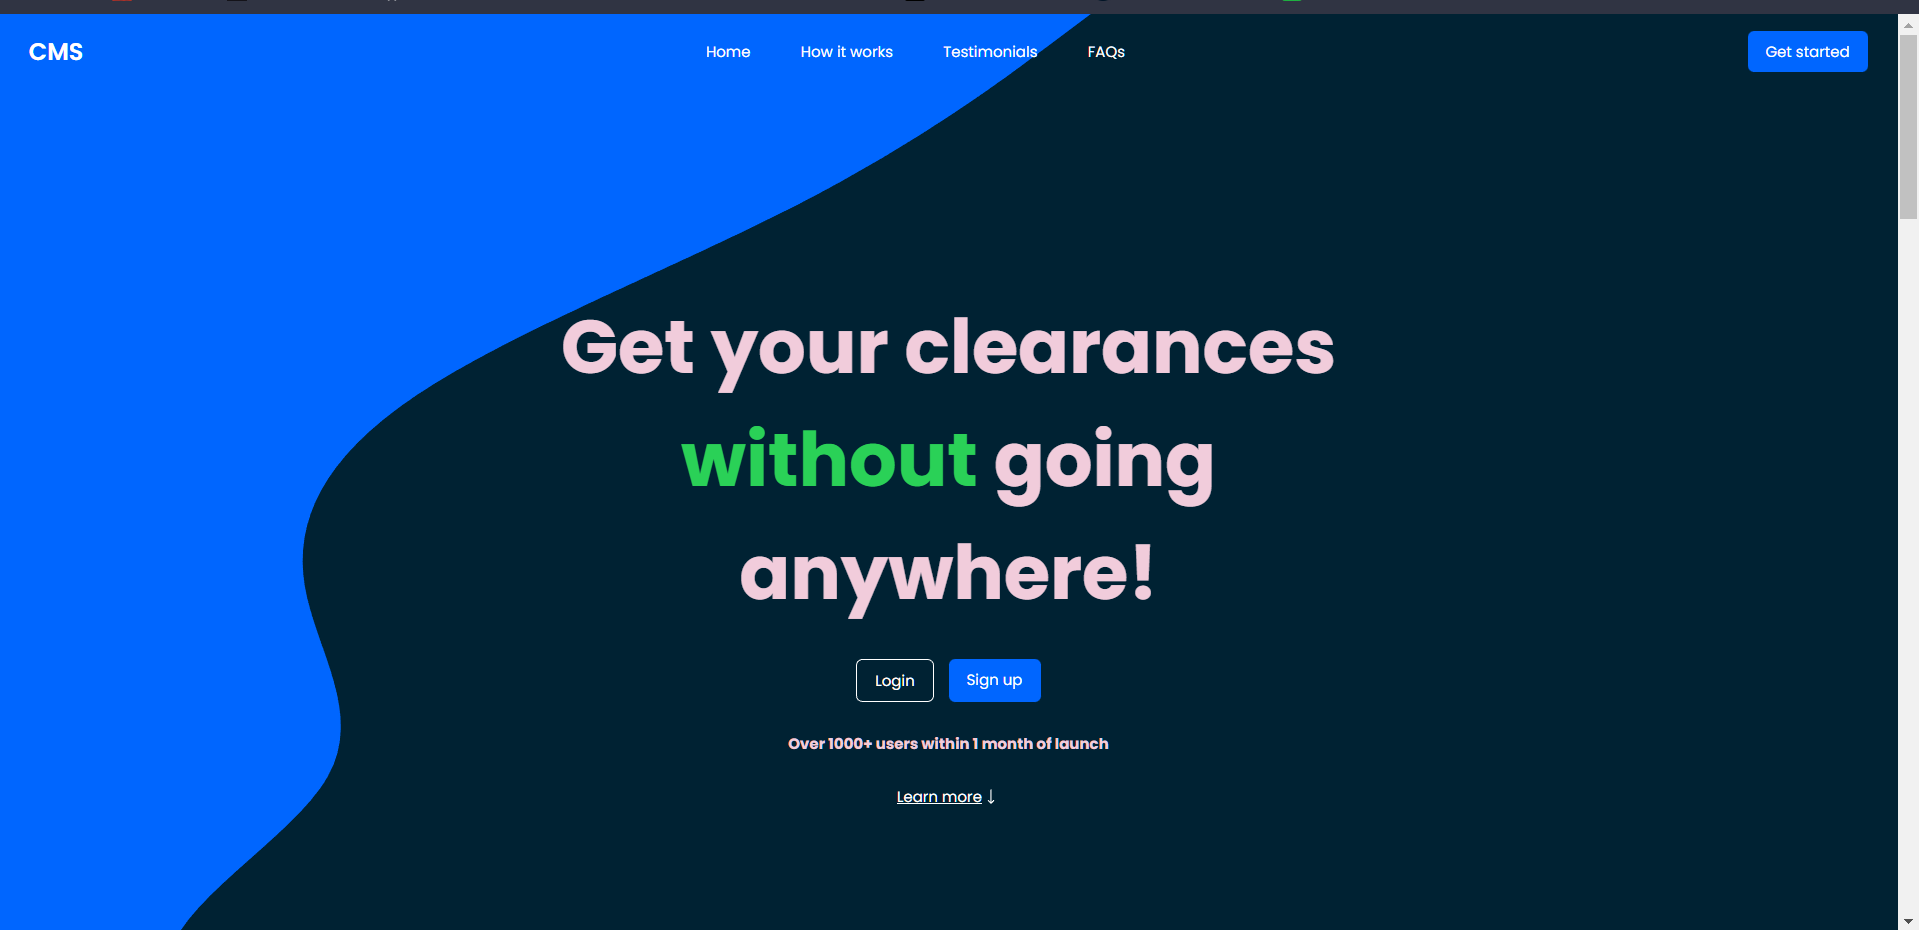 CMS
Home
How it works
Testimonials
FAQs
Get started
Get your clearances
without going
anywhere!
Login
Sign up
Over 1000+ users within 1 month of launch
Learn more ↓